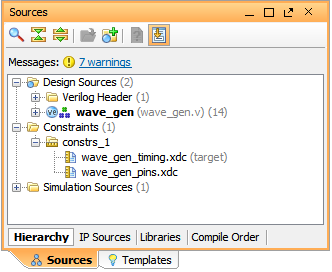 Sources
Messages: 7 warnings
Design Sources (2)
Verilog Header (1)
wave_gen (wave_gen.v) (14)
Constraints (1)
constrs_1
wave_gen_timing.xdc (target)
wave_gen_pins.xdc
Simulation Sources (1)
Hierarchy IP Sources Libraries Compile Order
Sources Templates